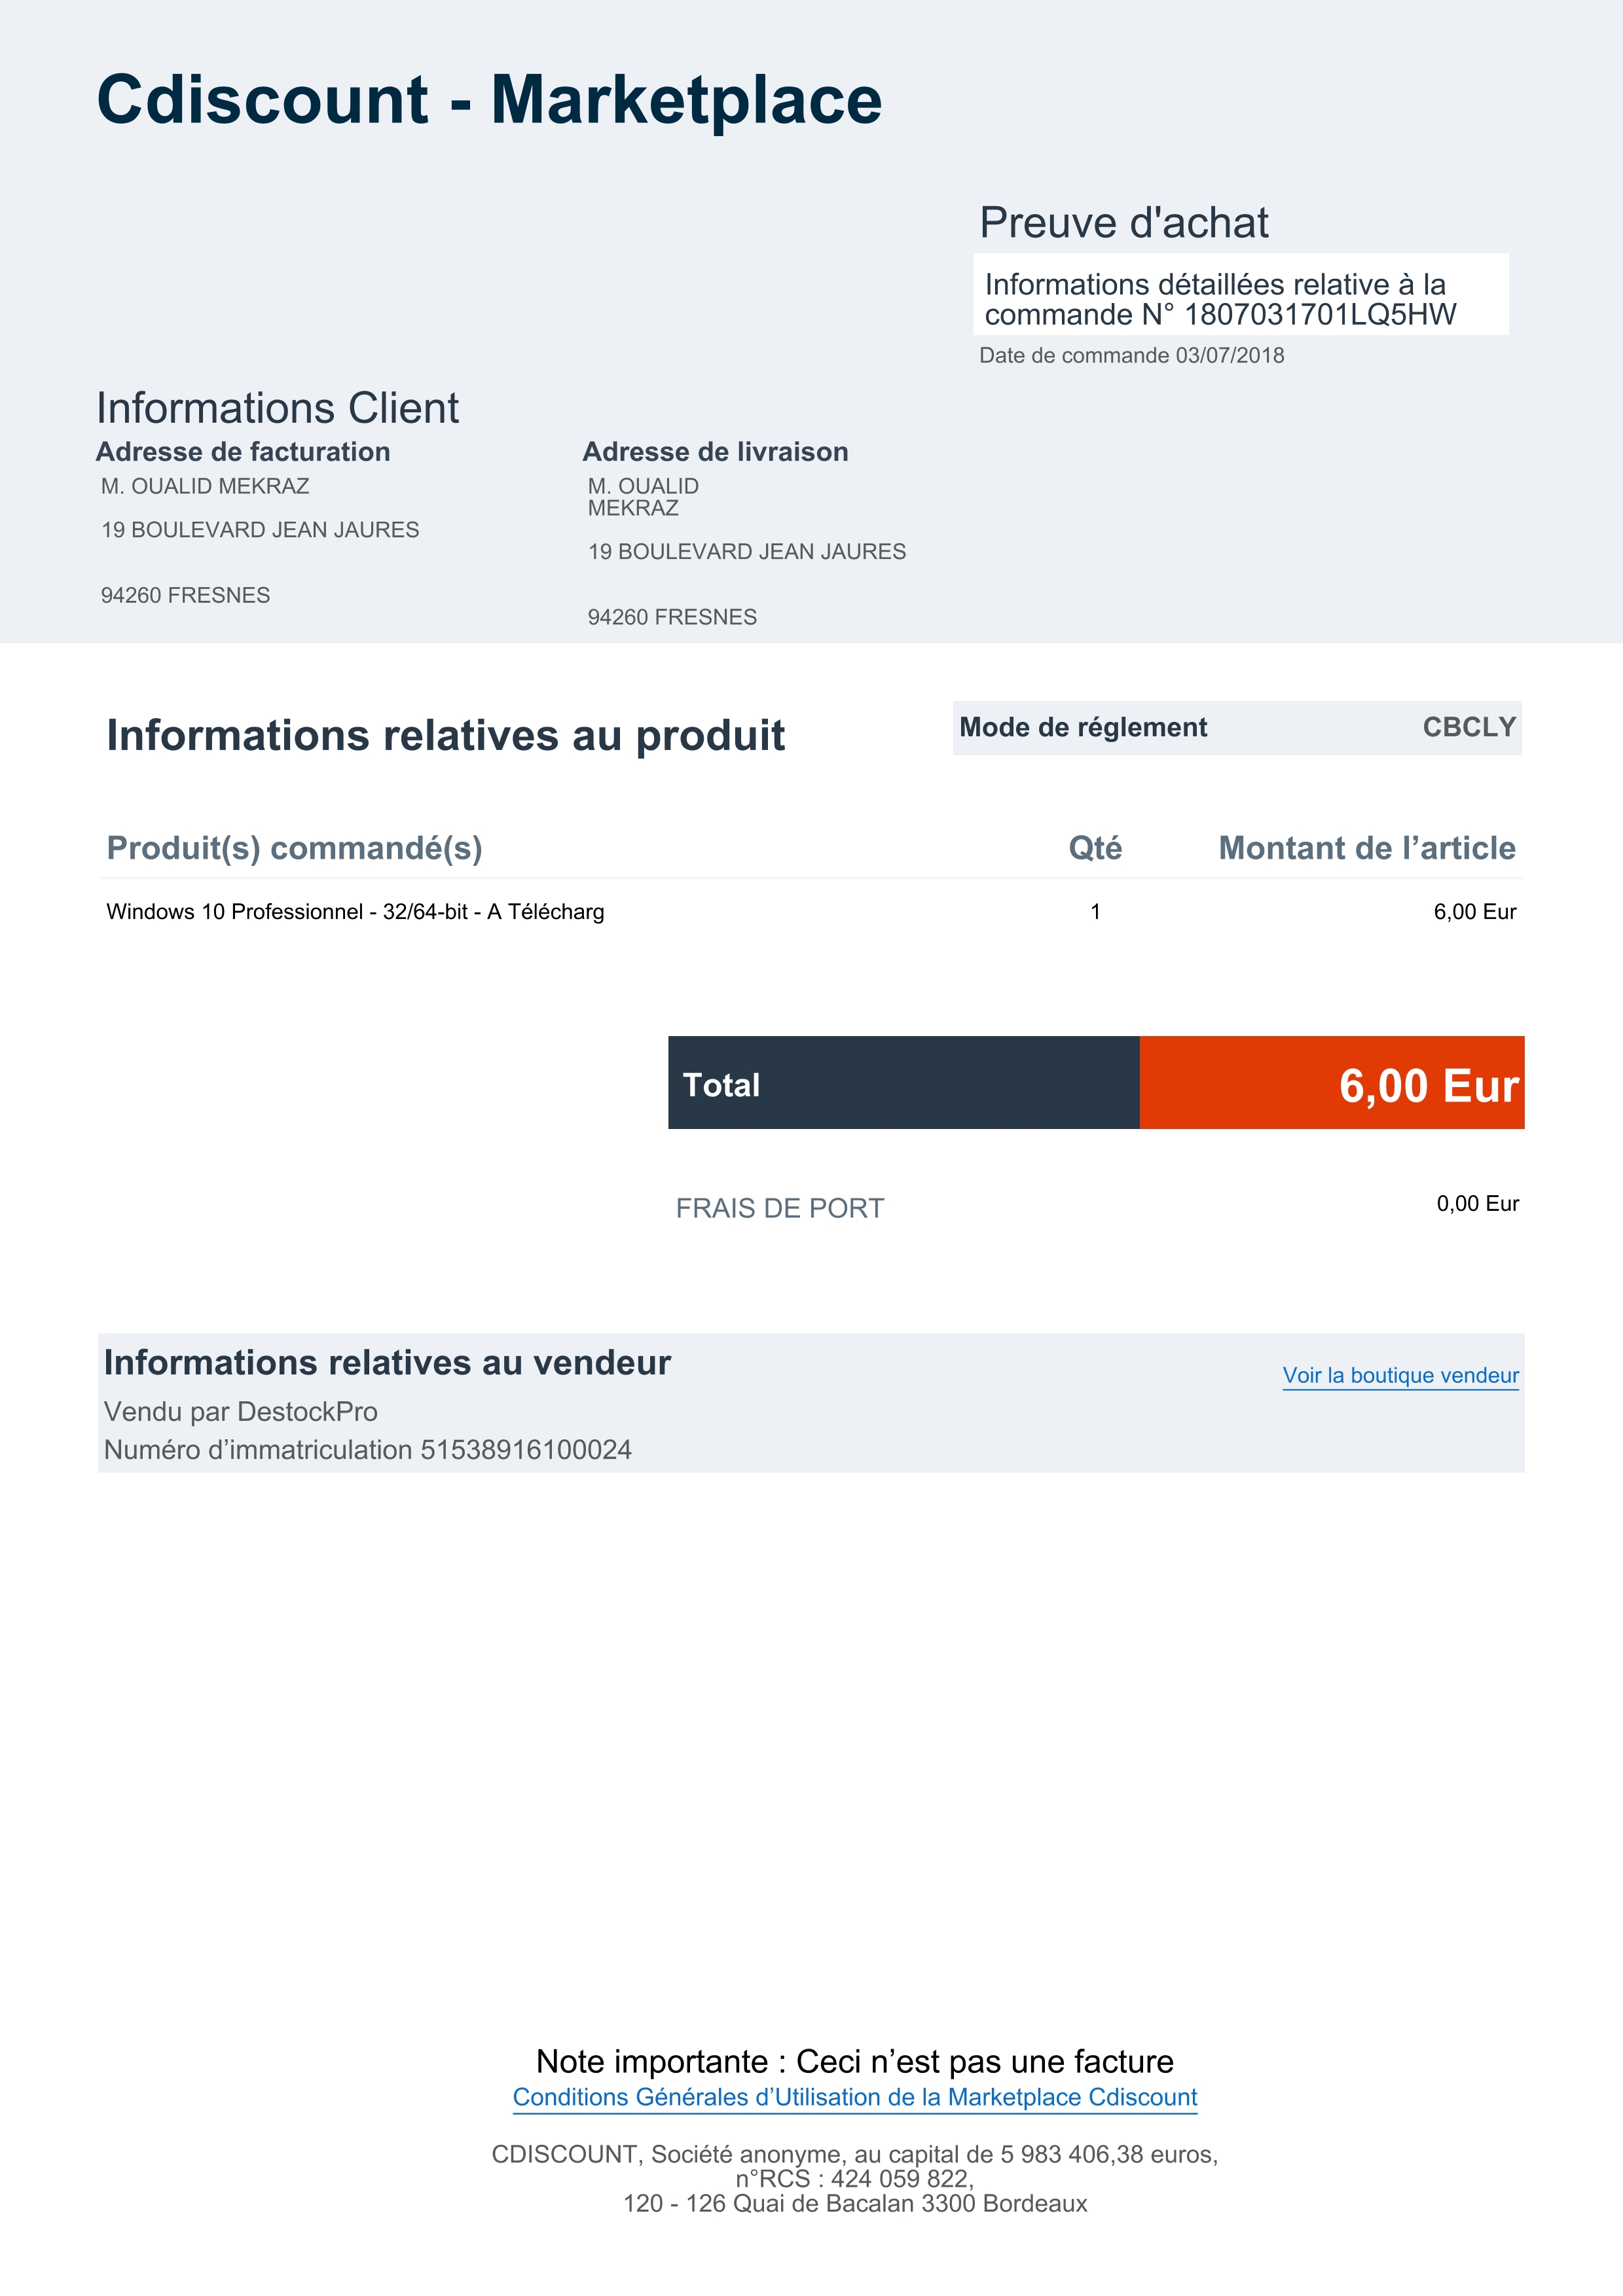 Cdiscount - Marketplace
Preuve d'achat
Informations détaillées relative à la
commande N° 1807031701LQ5HW
Date de commande 03/07/2018
Informations Client
Adresse de facturation
M. OUALID MEKRAZ
19 BOULEVARD JEAN JAURES
94260 FRESNES
Adresse de livraison
M. OUALID
MEKRAZ
19 BOULEVARD JEAN JAURES
94260 FRESNES
Informations relatives au produit
Mode de réglement CBCLY
Produit(s) commandé(s) Qté Montant de l’article
Windows 10 Professionnel - 32/64-bit - A Télécharg 1 6,00 Eur
Total 6,00 Eur
FRAIS DE PORT 0,00 Eur
Informations relatives au vendeur
Voir la boutique vendeur
Vendu par DestockPro
Numéro d’immatriculation 51538916100024
Note importante : Ceci n’est pas une facture
Conditions Générales d’Utilisation de la Marketplace Cdiscount
CDISCOUNT, Société anonyme, au capital de 5 983 406,38 euros,
n°RCS : 424 059 822,
120 - 126 Quai de Bacalan 3300 Bordeaux